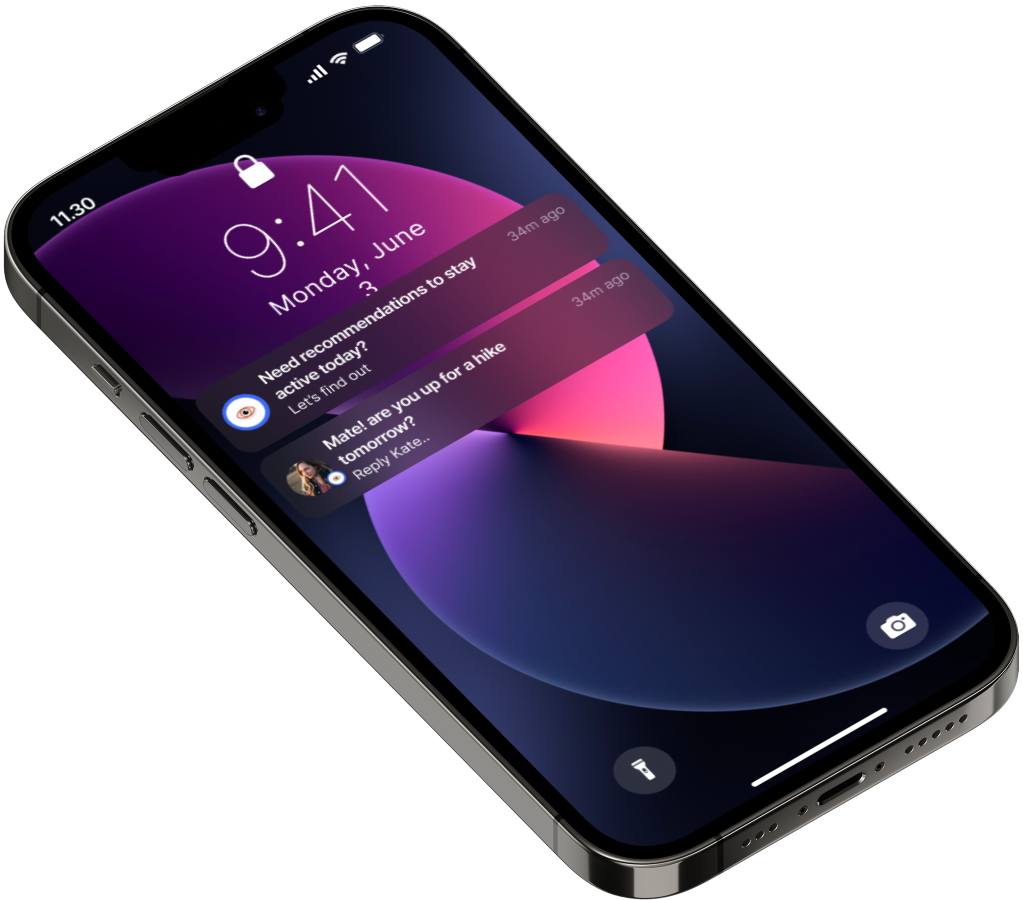 11.30
9:41
Monday, June
3
Need recommendations to stay
active today?
Let's find out
34m ago
Mate! are you up for a hike
tomorrow?
Reply Kate..
34m ago